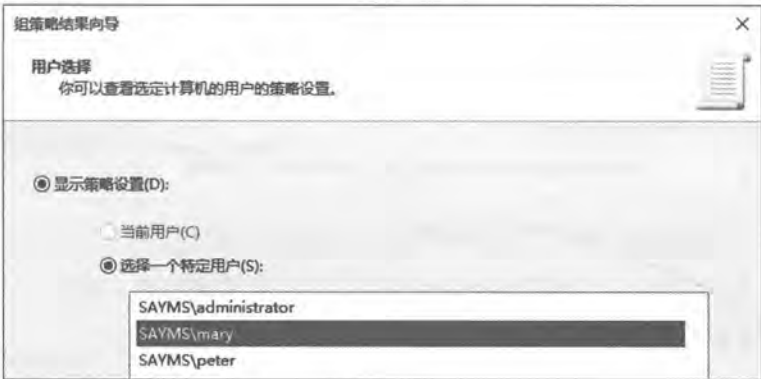 组策略结果向导
用户选择
你可以查看选定计算机的用户的策略设置。
显示策略设置(D):
当前用户(C)
选择一个特定用户(S):
SAYMS\administrator
SAYMS\mary
SAYMS\peter